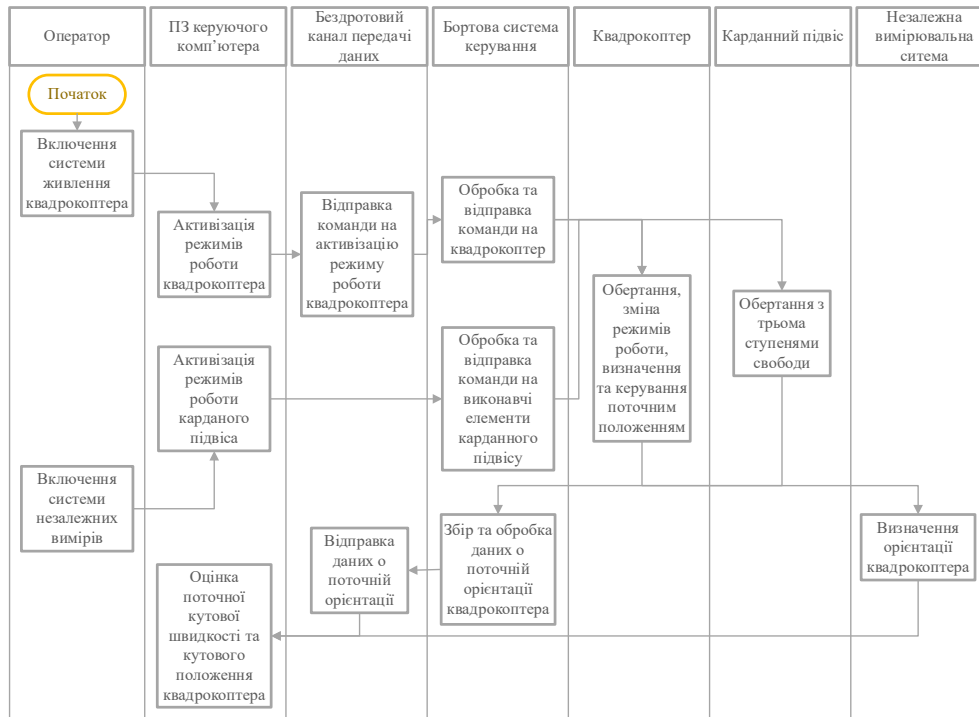 Оператор
ПЗ керуючого
комп’ютера
Бездротовий
канал передачі
даних
Бортова система
керування
Квадрокоптер
Карданний підвіс
Незалежна
вимірювальна
ситема
Початок
Включення
системи
живлення
квадрокоптера
Активізація
режимів
роботи
квадрокоптера
Відправка
команди на
активізацію
режиму
роботи
квадрокоптера
Обробка та
відправка
команди на
квадрокоптер
Обертання,
зміна
режимів
роботи,
визначення
та керування
поточним
положенням
Обертання з
трьома
ступенями
свободи
Активізація
режимів
роботи
карданого
підвіса
Обробка та
відправка
команди на
виконавчі
елементи
карданного
підвісу
Включення
системи
незалежних
вимірів
Оцінка
поточної
кутової
швидкості та
кутового
положення
квадрокоптера
Відправка
даних о
поточній
орієнтації
Збір та обробка
даних о
поточній
орієнтації
квадрокоптера
Визначення
орієнтації
квадрокоптера